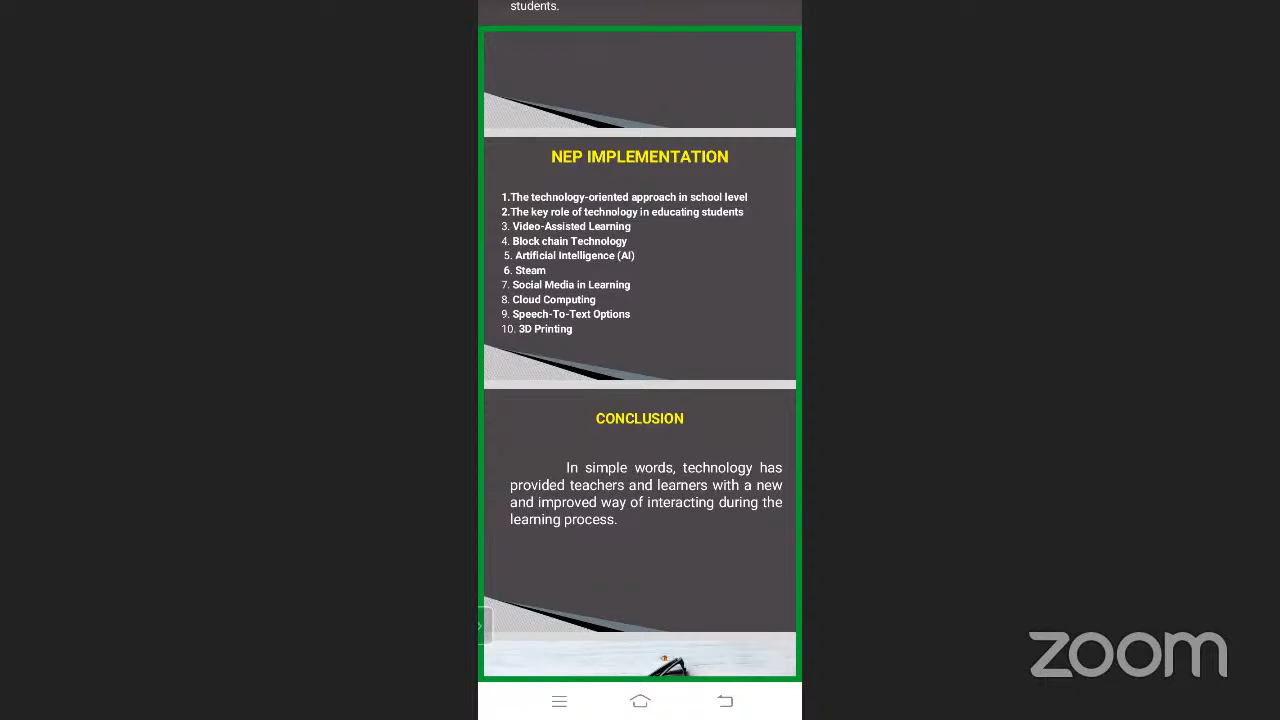 students.
NEP IMPLEMENTATION
1.The technology-oriented approach in school level
2.The key role of technology in educating students
3. Video-Assisted Learning
4. Block chain Technology
5. Artificial Intelligence (AI)
6. Steam
7. Social Media in Learning
8. Cloud Computing
9. Speech-To-Text Options
10. 3D Printing
CONCLUSION
In simple words, technology has
provided teachers and learners with a new
and improved way of interacting during the
learning process.
zoom